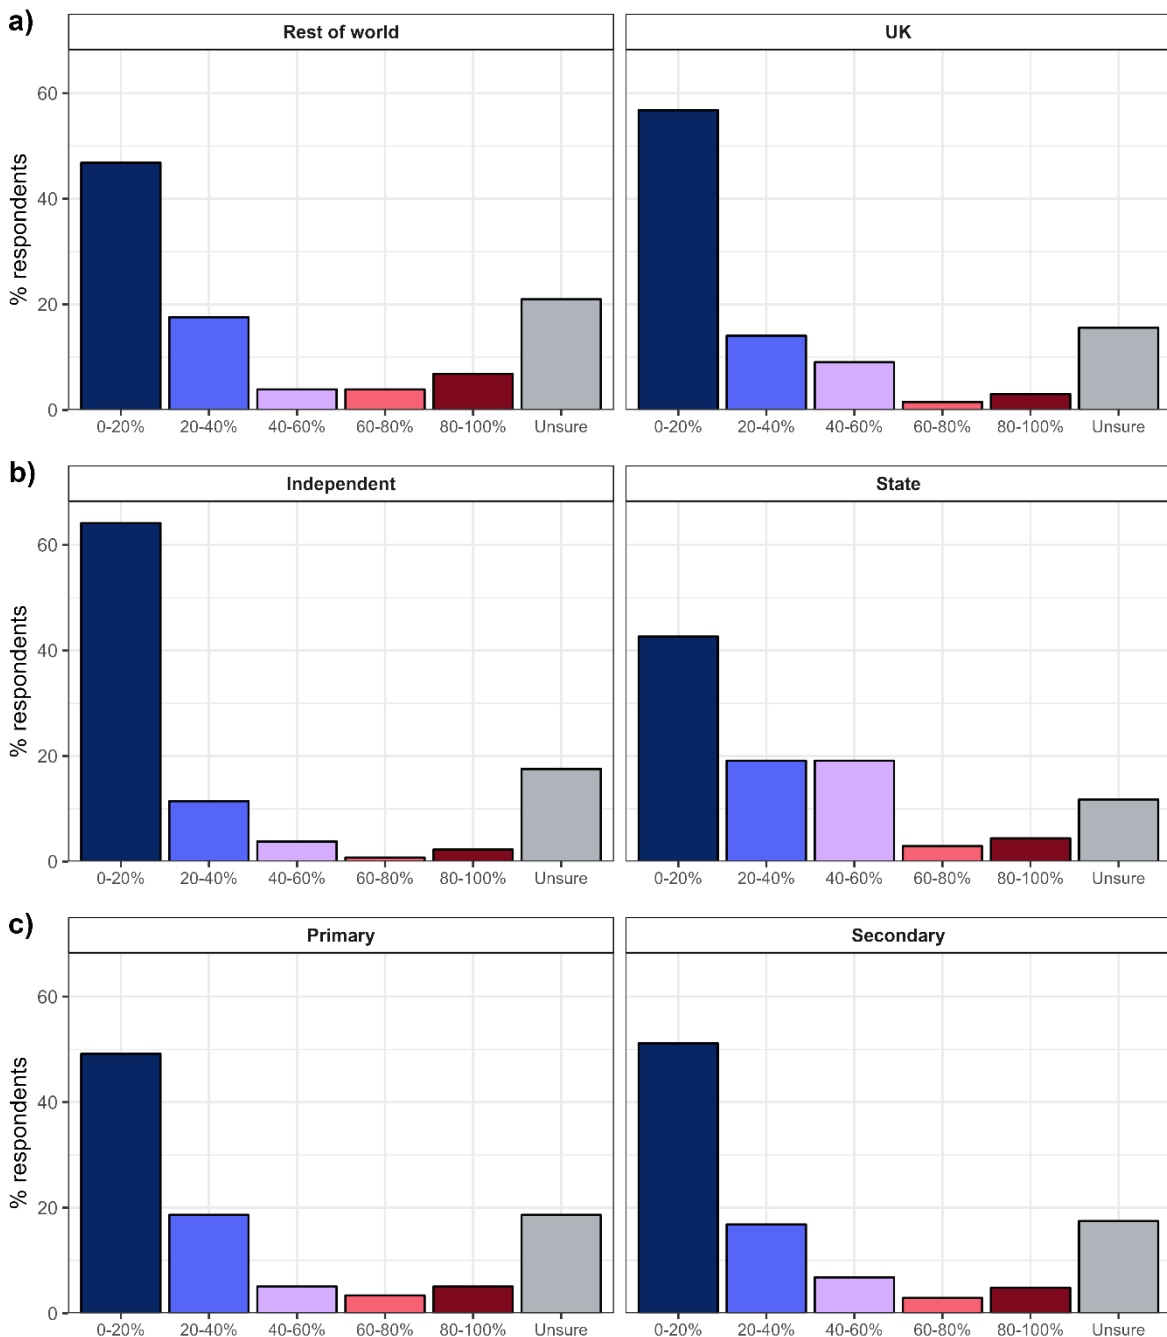 a)
Rest of world
UK
% respondents
60
40
20
0
0-20% 20-40% 40-60% 60-80% 80-100% Unsure
0-20% 20-40% 40-60% 60-80% 80-100% Unsure
b)
Independent
State
% respondents
60
40
20
0
0-20% 20-40% 40-60% 60-80% 80-100% Unsure
0-20% 20-40% 40-60% 60-80% 80-100% Unsure
c)
Primary
Secondary
% respondents
60
40
20
0
0-20% 20-40% 40-60% 60-80% 80-100% Unsure
0-20% 20-40% 40-60% 60-80% 80-100% Unsure